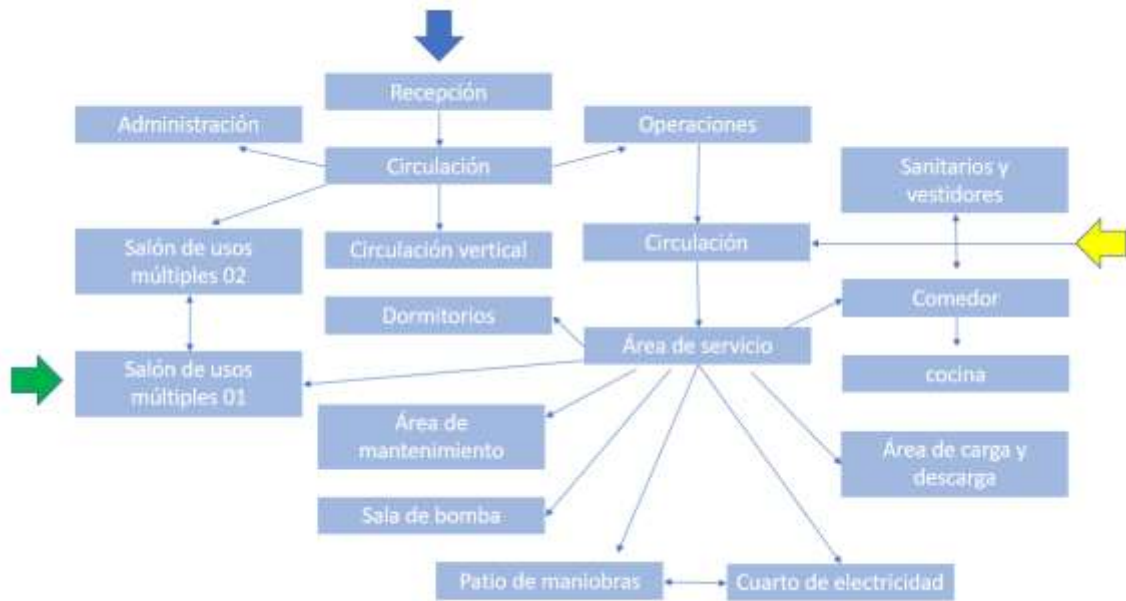 Recepción
Administración
Operaciones
Circulación
Sanitarios y
vestidores
Salón de usos
múltiples 02
Circulación vertical
Circulación
Dormitorios
Comedor
Área de servicio
Salón de usos
múltiples 01
cocina
Área de
mantenimiento
Área de carga y
descarga
Sala de bomba
Patio de maniobras
Cuarto de electricidad